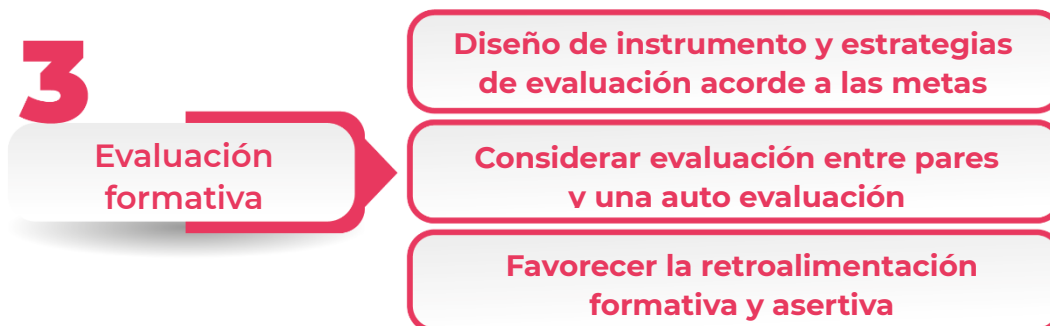 3
Evaluación
formativa
Diseño de instrumento y estrategias
de evaluación acorde a las metas
Considerar evaluación entre pares
y una auto evaluación
Favorecer la retroalimentación
formativa y asertiva